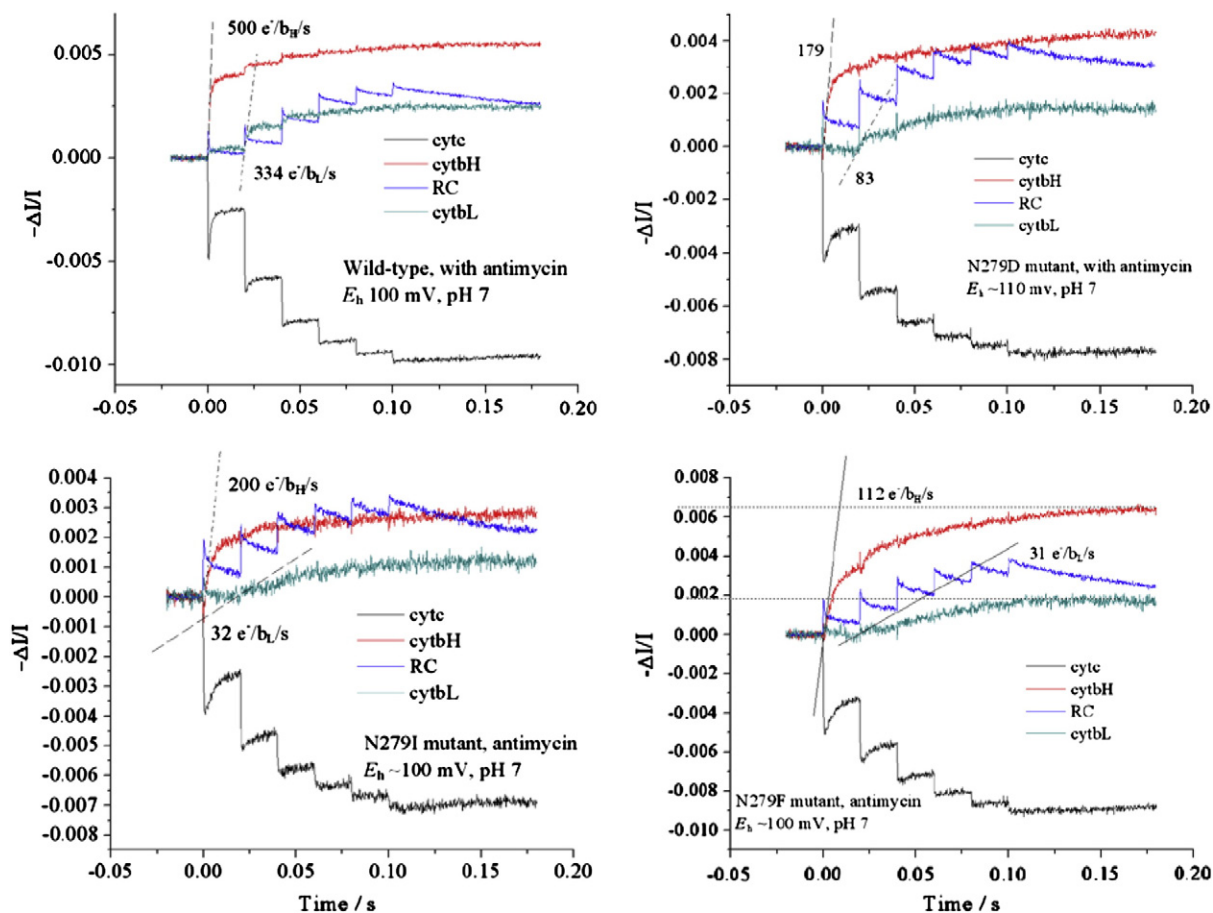 500 e⁻/b_H/s
0.005
0.000
-0.005
-0.010
−ΔI/I
334 e⁻/b_L/s
cytc
cytbH
RC
cytbL
Wild-type, with antimycin
E_h 100 mV, pH 7
-0.05 0.00 0.05 0.10 0.15 0.20
0.004
0.002
0.000
-0.002
-0.004
-0.006
-0.008
-ΔI/I
179
83
cytc
cytbH
RC
cytbL
N279D mutant, with antimycin
E_h ~110 mv, pH 7
-0.05 0.00 0.05 0.10 0.15 0.20
0.004
0.003
0.002
0.001
0.000
-0.001
-0.002
-0.003
-0.004
-0.005
-0.006
-0.007
-0.008
−ΔI/I
200 e⁻/b_H/s
32 e⁻/b_L/s
cytc
cytbH
RC
cytbL
N279I mutant, antimycin
E_h ~100 mV, pH 7
-0.05 0.00 0.05 0.10 0.15 0.20
Time / s
0.008
0.006
0.004
0.002
0.000
-0.002
-0.004
-0.006
-0.008
-0.010
-ΔI/I
112 e⁻/b_H/s
31 e⁻/b_L/s
cytc
cytbH
RC
cytbL
N279F mutant, antimycin
E_h ~100 mV, pH 7
-0.05 0.00 0.05 0.10 0.15 0.20
Time / s